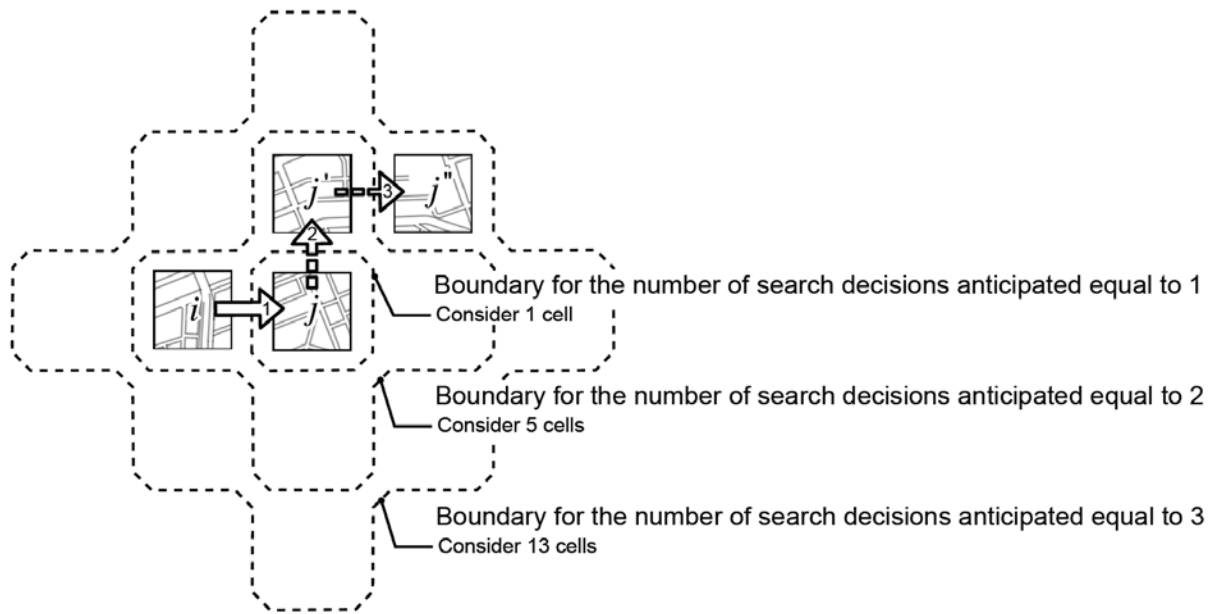 j' 3 j"
2
i 1 j
Boundary for the number of search decisions anticipated equal to 1
Consider 1 cell
Boundary for the number of search decisions anticipated equal to 2
Consider 5 cells
Boundary for the number of search decisions anticipated equal to 3
Consider 13 cells